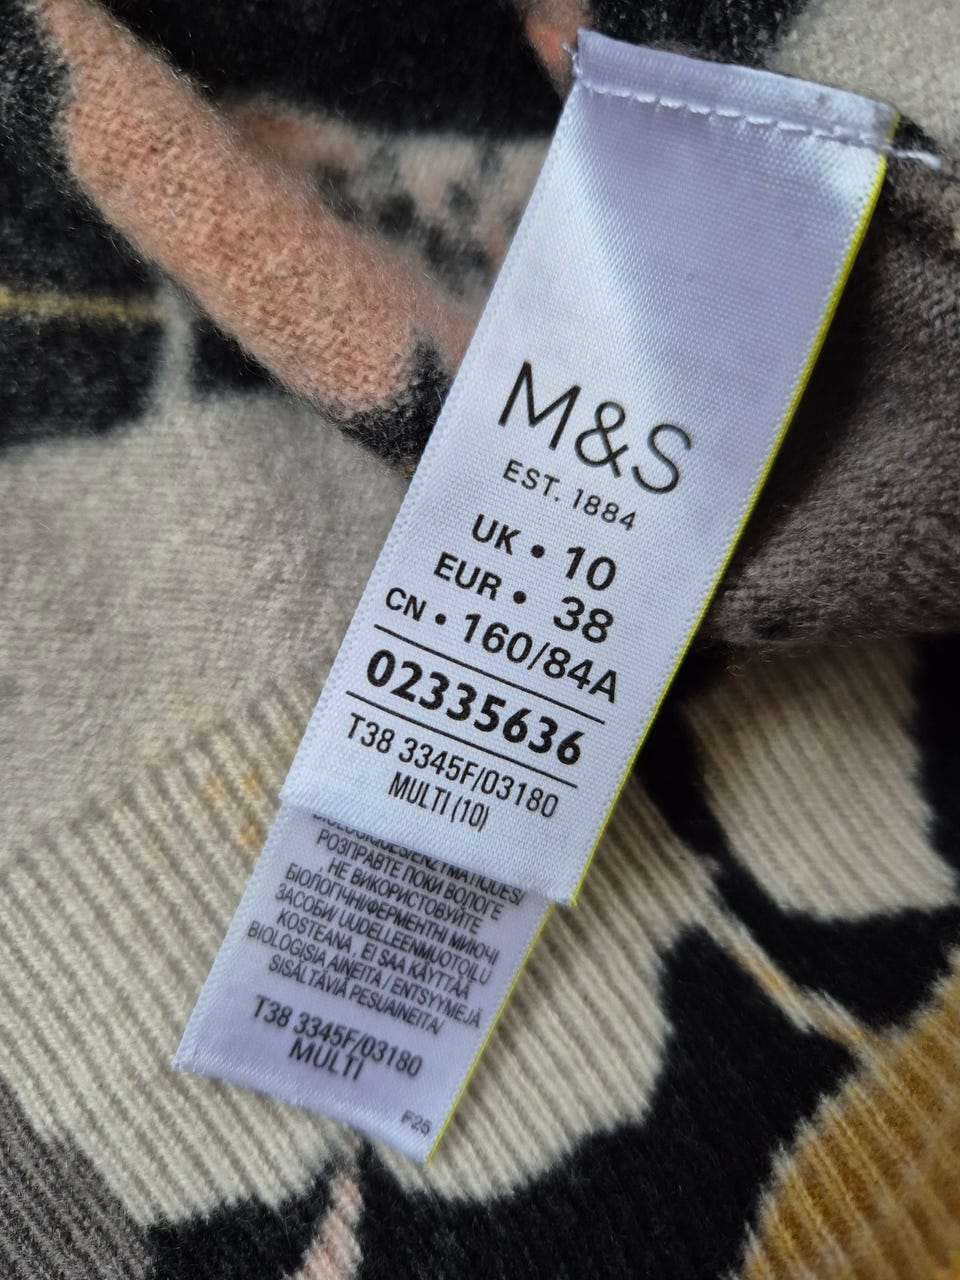 M&S
EST. 1884
UK • 10
EUR • 38
CN • 160/84A
02335636
T38 3345F/03180
MULTI (10)
BIOLOGIQUES/ENZYMATIQUES/
РОЗПРАВТЕ ПОКИ ВОЛОГЕ
НЕ ВИКОРИСТОВУЙТЕ
БІОЛОГІЧНІ/ФЕРМЕНТНІ МИЮЧІ
ЗАСОБИ/ UUDELLEENMUOTOILU
KOSTEANA, EI SAA KÄYTTÄÄ
BIOLOGISIA AINEITA / ENTSYYMEJÄ
SISÄLTÄVIÄ PESUAINEITA/
T38 3345F/03180
MULTI
F25